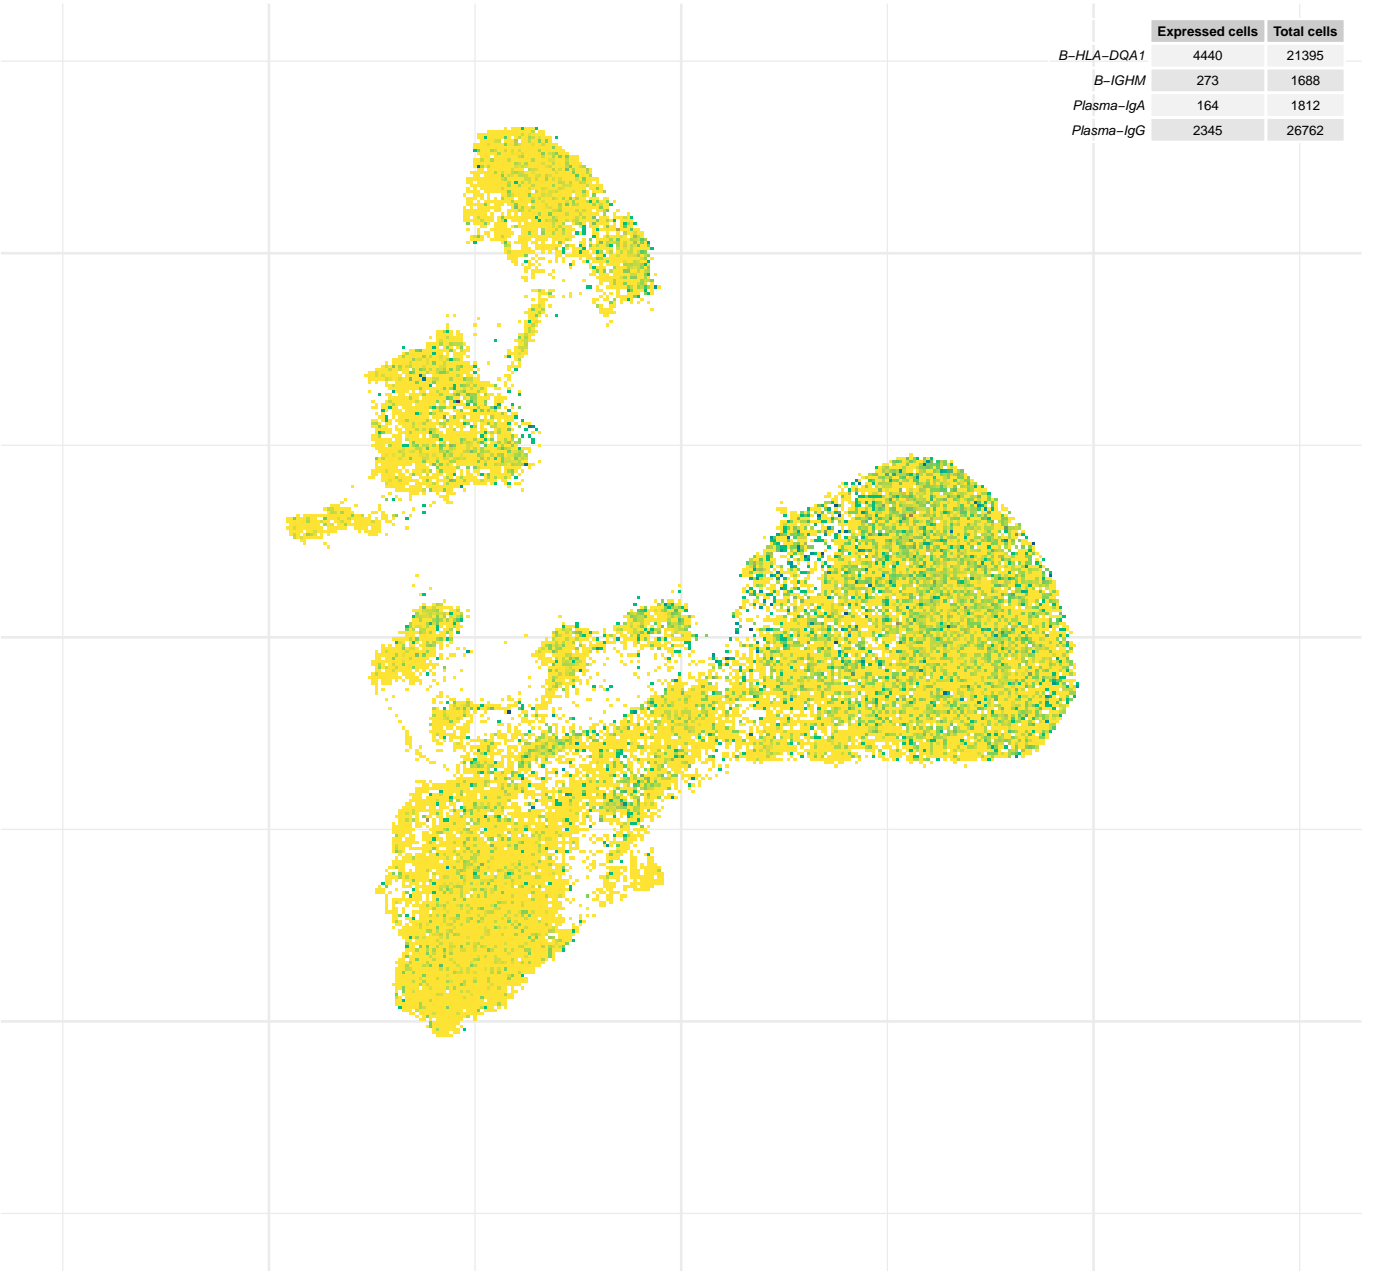 Expressed cells Total cells
B−HLA−DQA1 4440 21395
B−IGHM 273 1688
Plasma−IgA 164 1812
Plasma−IgG 2345 26762